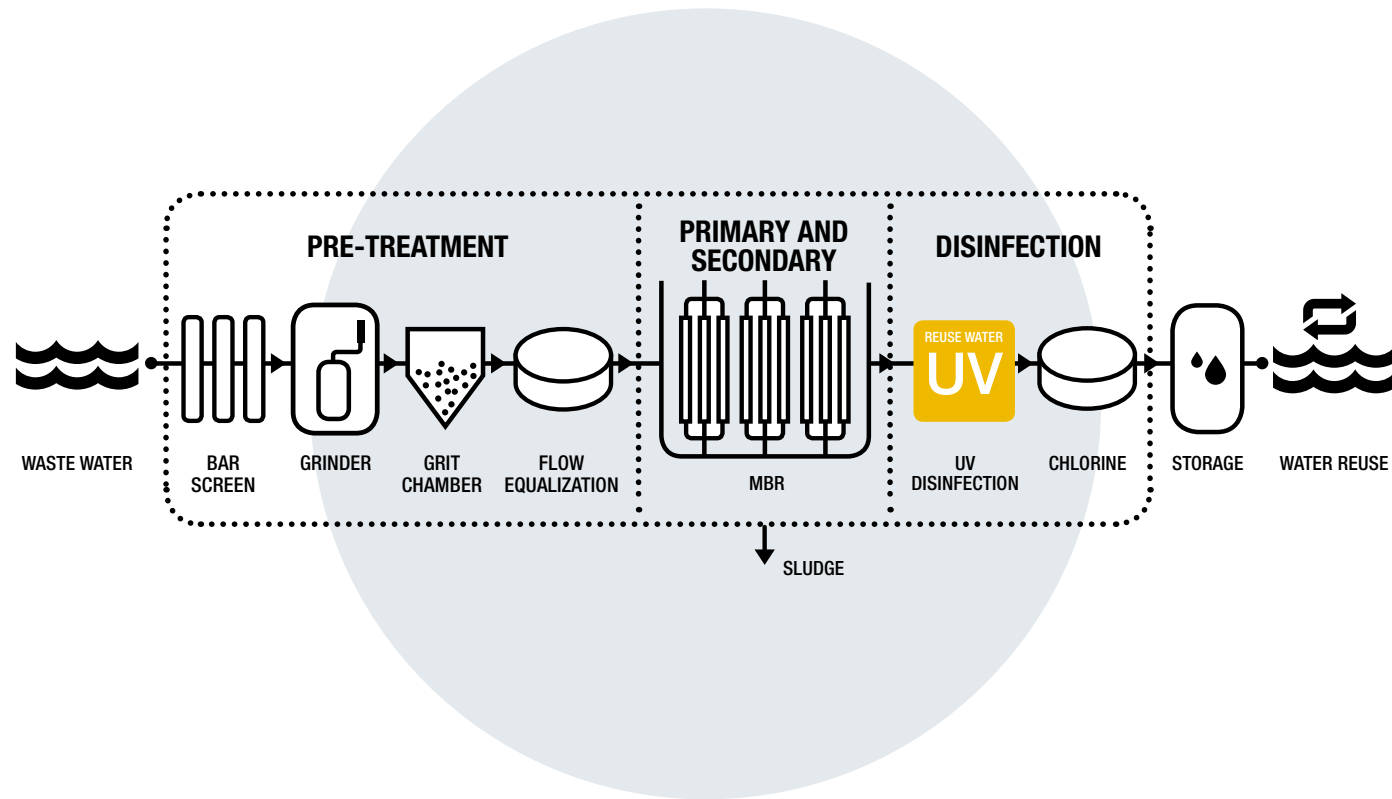 PRE-TREATMENT
PRIMARY AND
SECONDARY
DISINFECTION
REUSE WATER
UV
WASTE WATER
BAR
SCREEN
GRINDER
GRIT
CHAMBER
FLOW
EQUALIZATION
MBR
UV
DISINFECTION
CHLORINE
STORAGE
WATER REUSE
SLUDGE